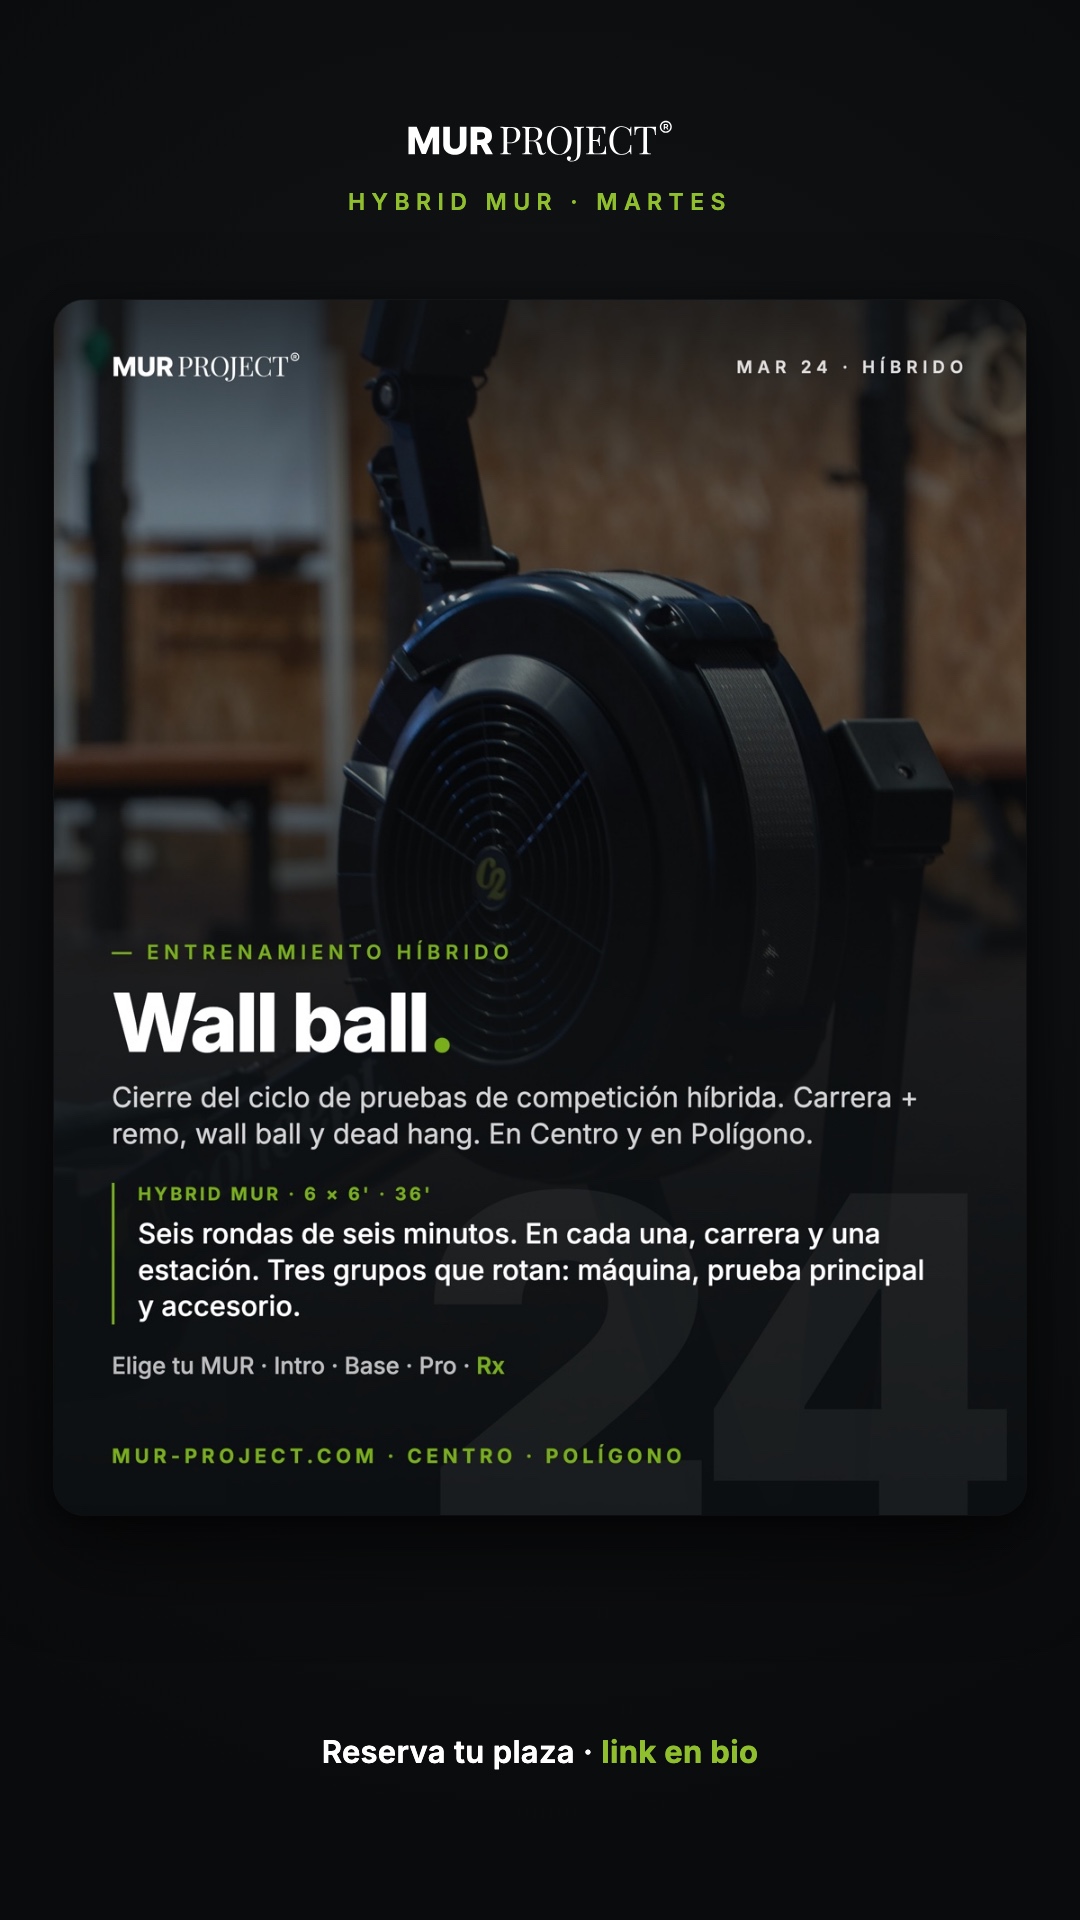 MUR PROJECT®
HYBRID MUR · MARTES
MUR PROJECT®
MAR 24 · HÍBRIDO
C2
— ENTRENAMIENTO HÍBRIDO
Wall ball.
Cierre del ciclo de pruebas de competición híbrida. Carrera +
remo, wall ball y dead hang. En Centro y en Polígono.
HYBRID MUR · 6 × 6' · 36'
Seis rondas de seis minutos. En cada una, carrera y una
estación. Tres grupos que rotan: máquina, prueba principal
y accesorio.
Elige tu MUR · Intro · Base · Pro · Rx
24
MUR-PROJECT.COM · CENTRO · POLÍGONO
Reserva tu plaza · link en bio